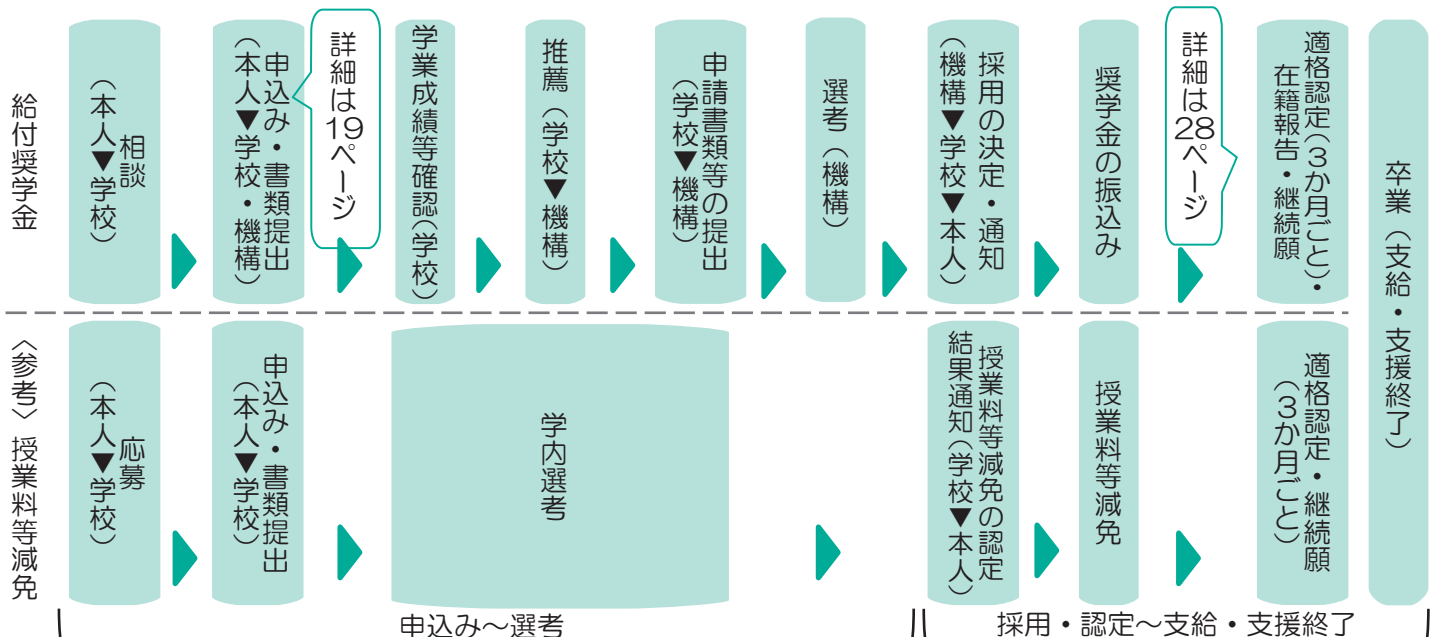 給付奨学金
相談
（本人▼学校）
申込み・書類提出
（本人▼学校・機構）
詳細は19ページ
学業成績等確認（学校）
推薦（学校▼機構）
申請書類等の提出
（学校▼機構）
選考（機構）
採用の決定・通知
（機構▼学校▼本人）
奨学金の振込み
詳細は28ページ
適格認定（3か月ごと）・
在籍報告・継続願
卒業（支給・支援終了）
〈参考〉授業料等減免
応募
（本人▼学校）
申込み・書類提出
（本人▼学校）
学内選考
授業料等減免の認定
結果通知（学校▼本人）
授業料等減免
適格認定・継続願
（3か月ごと）
申込み～選考
採用・認定～支給・支援終了